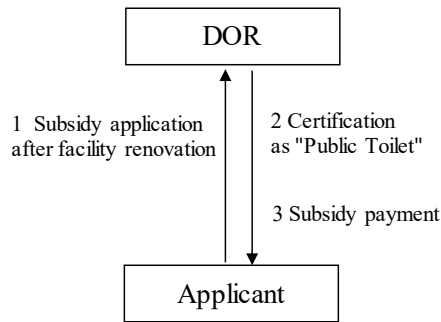 DOR
1 Subsidy application
after facility renovation
2 Certification
as "Public Toilet"
3 Subsidy payment
Applicant